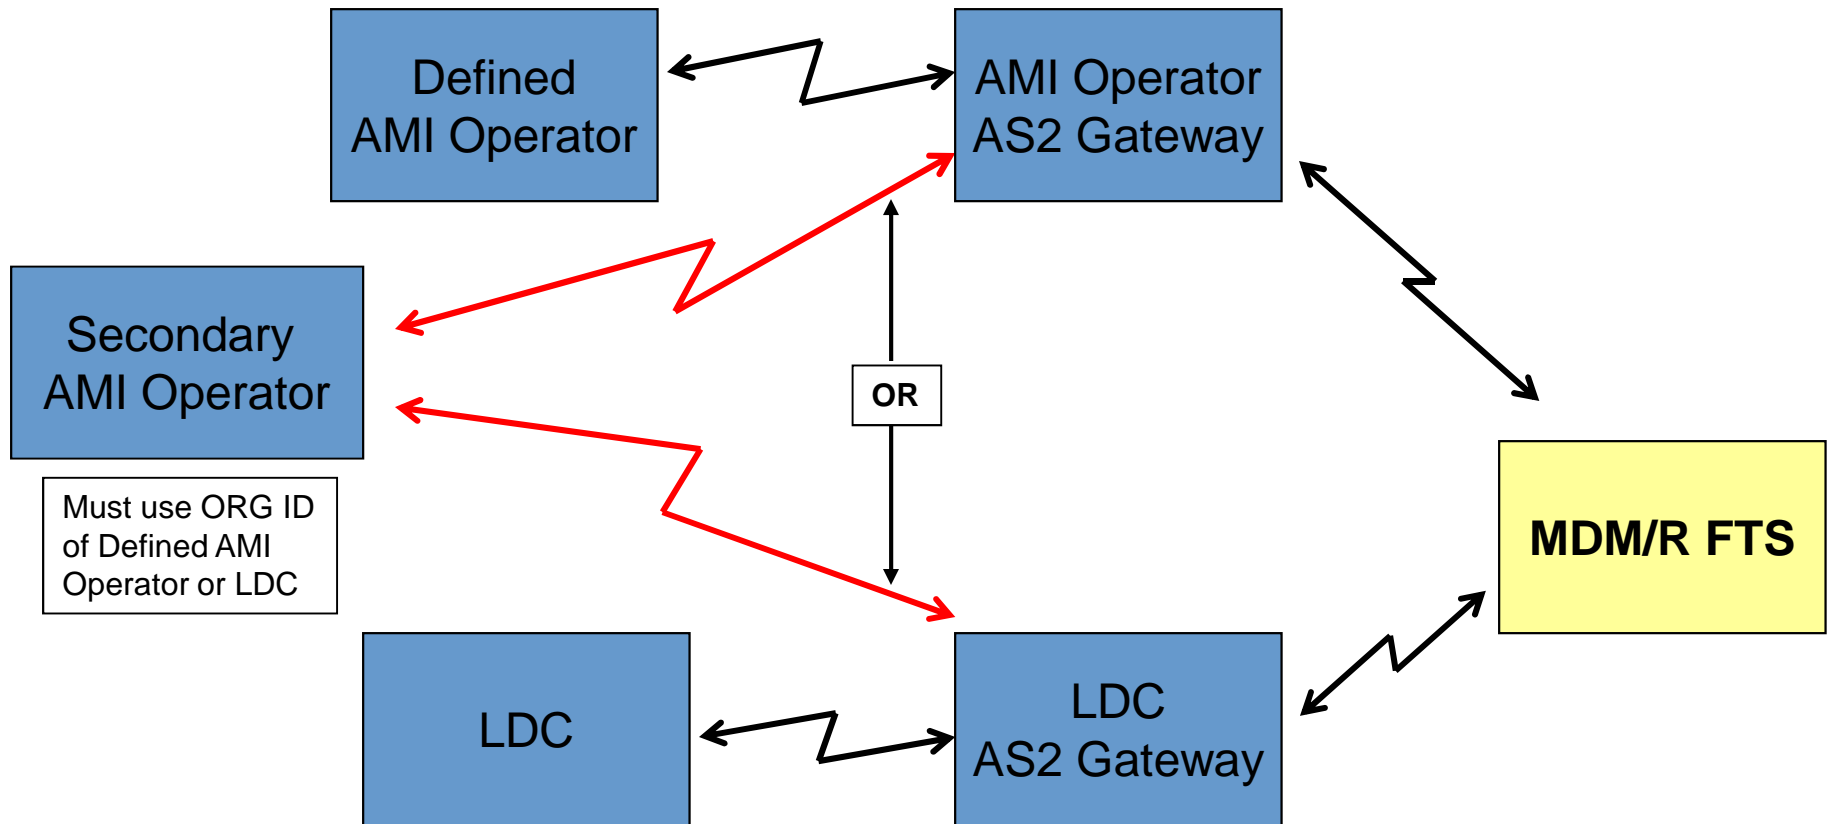 Defined
AMI Operator
AMI Operator
AS2 Gateway
Secondary
AMI Operator
OR
Must use ORG ID
of Defined AMI
Operator or LDC
MDM/R FTS
LDC
LDC
AS2 Gateway